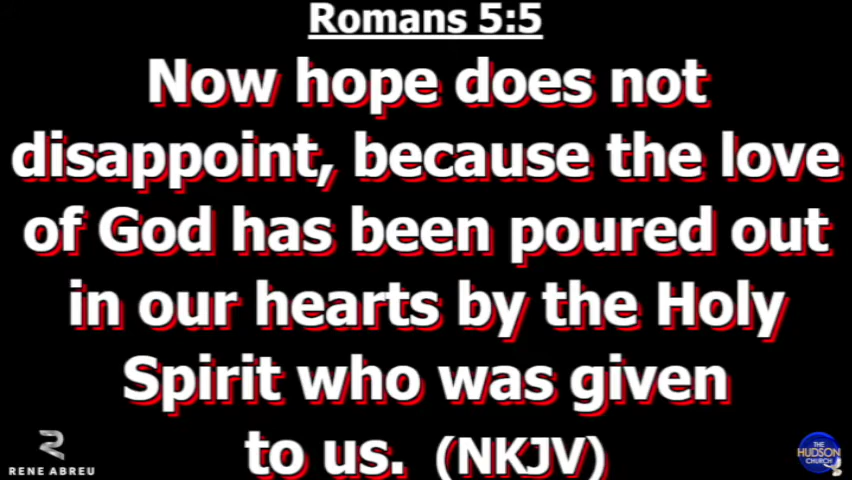 Romans 5:5
Now hope does not
disappoint, because the love
of God has been poured out
in our hearts by the Holy
Spirit who was given
to us. (NKJV)
RENE ABREU
THE
HUDSON
CHURCH